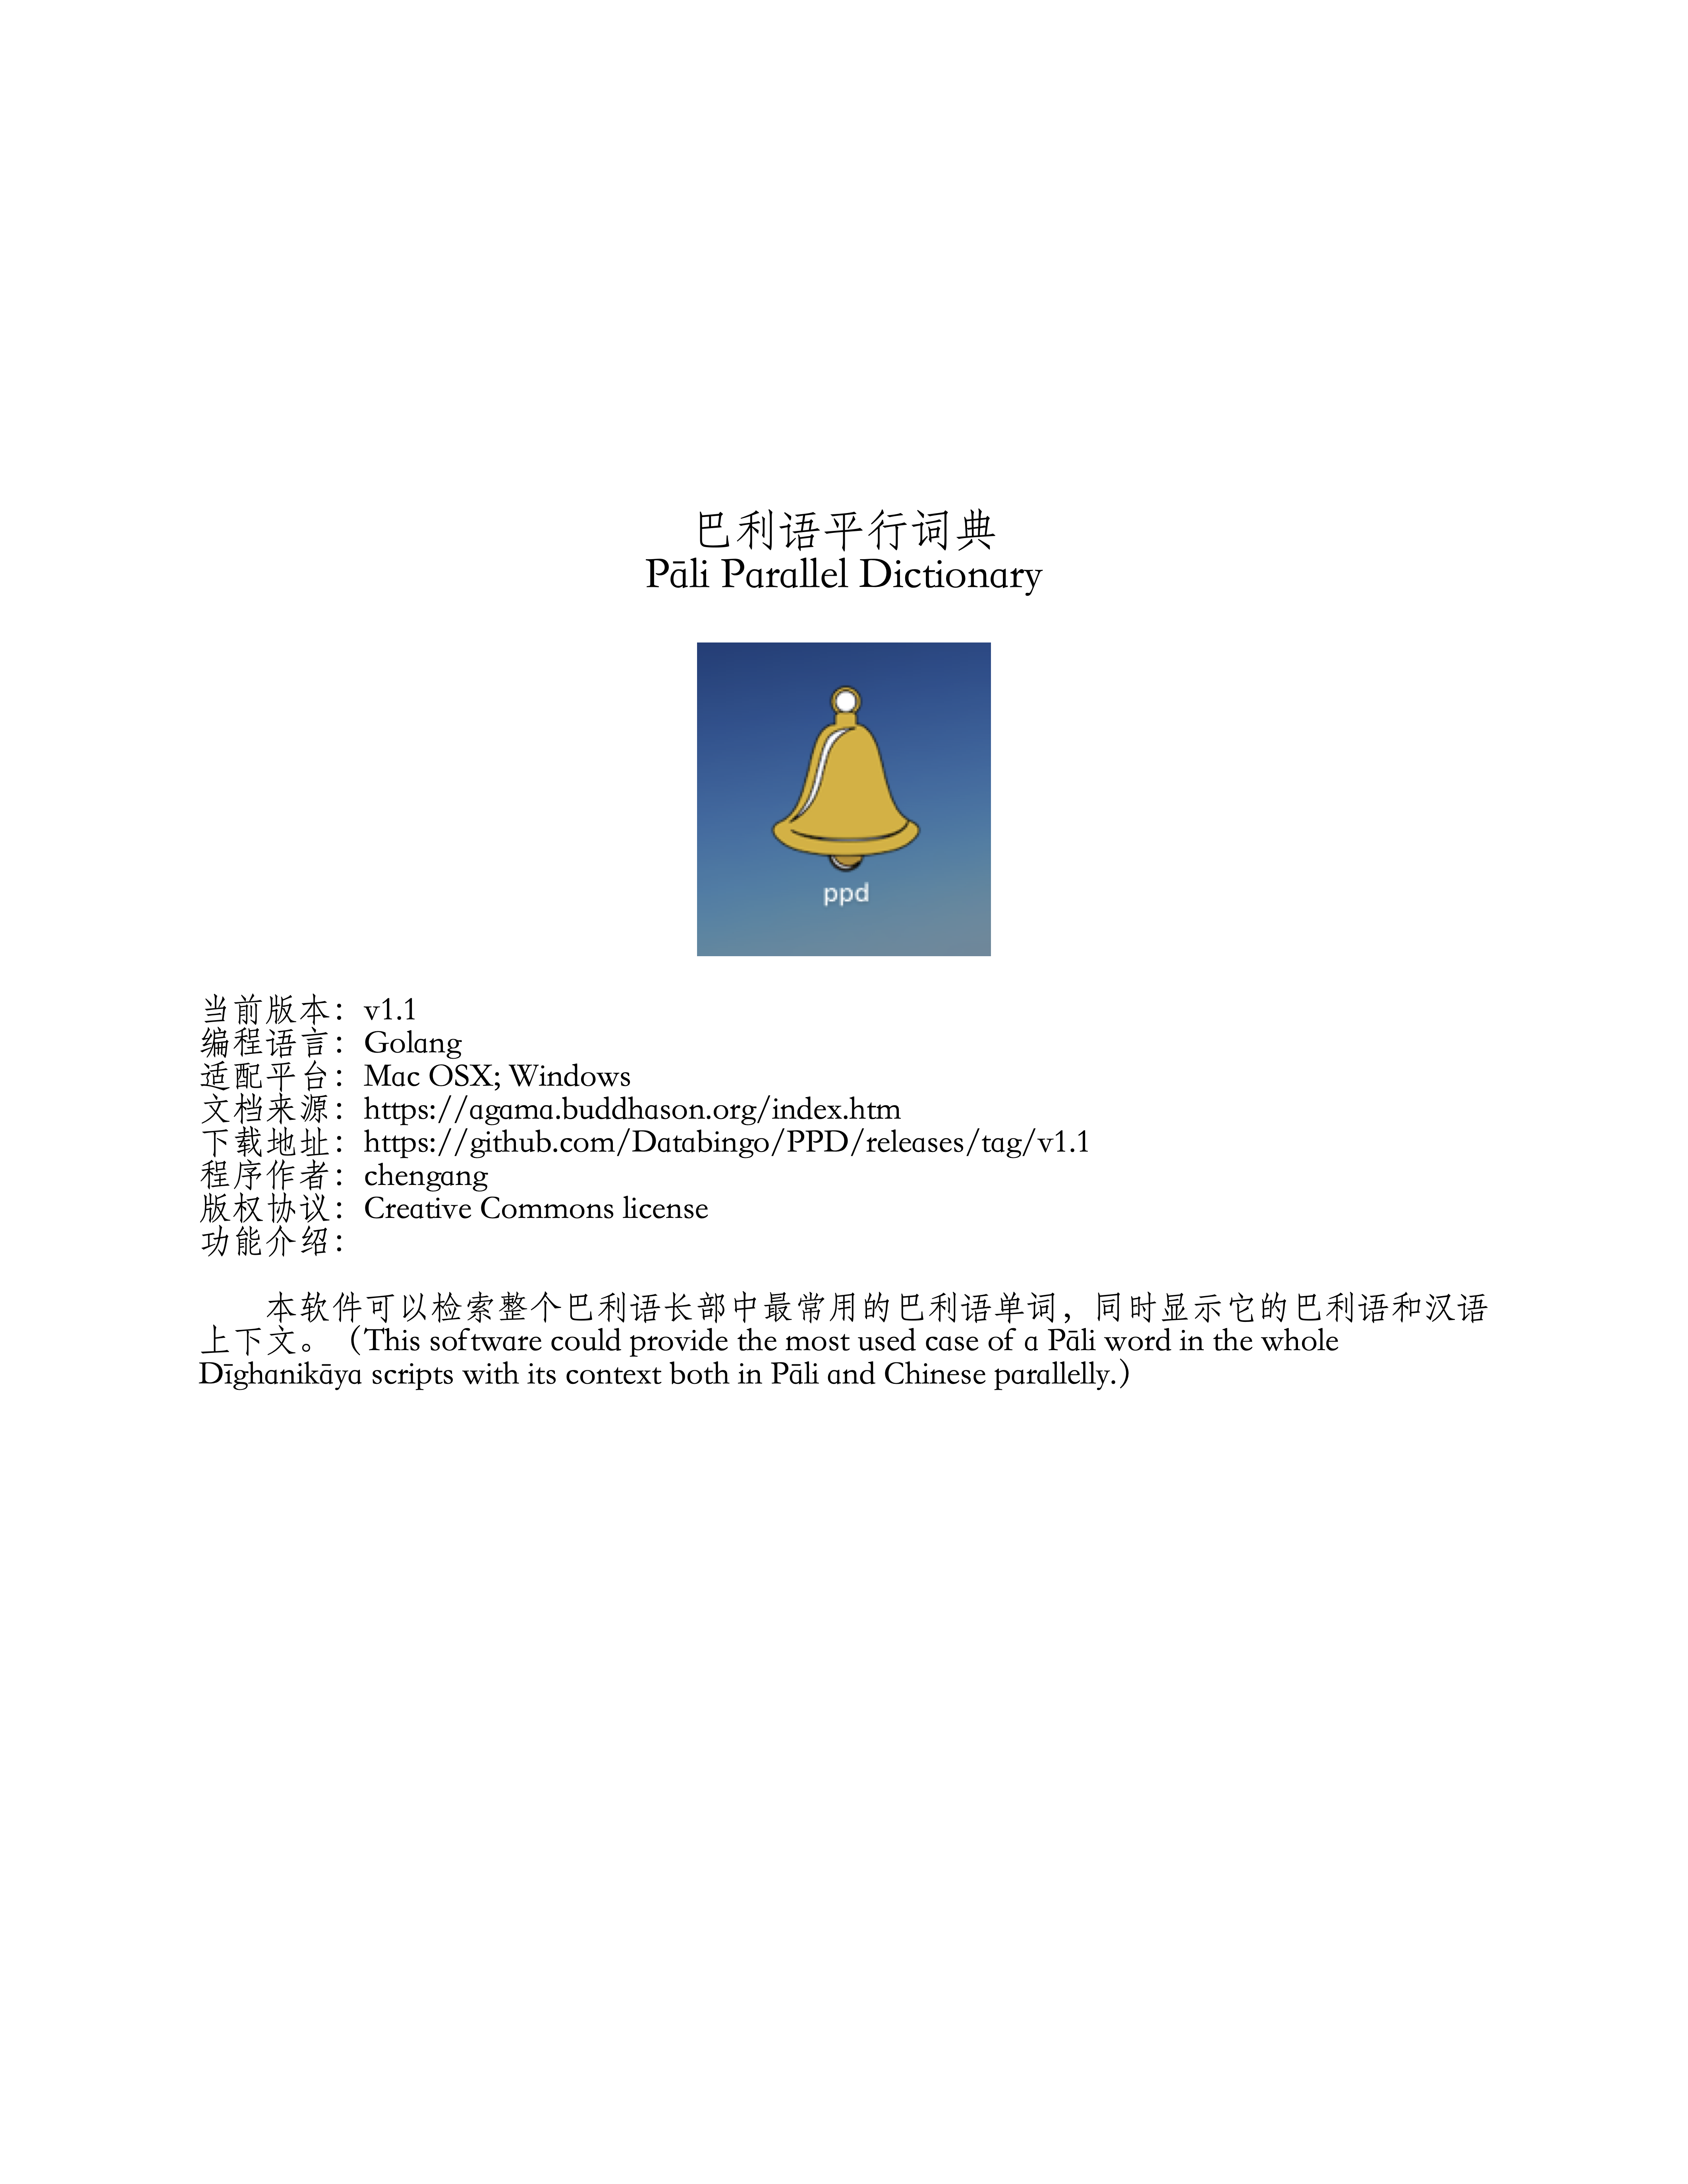 巴利语平行词典
Pāli Parallel Dictionary
ppd
当前版本：v1.1
编程语言：Golang
适配平台：Mac OSX; Windows
文档来源：https://agama.buddhason.org/index.htm
下载地址：https://github.com/Databingo/PPD/releases/tag/v1.1
程序作者：chengang
版权协议：Creative Commons license
功能介绍：
本软件可以检索整个巴利语长部中最常用的巴利语单词，同时显示它的巴利语和汉语
上下文。（This software could provide the most used case of a Pāli word in the whole
Dīghanikāya scripts with its context both in Pāli and Chinese parallelly.）